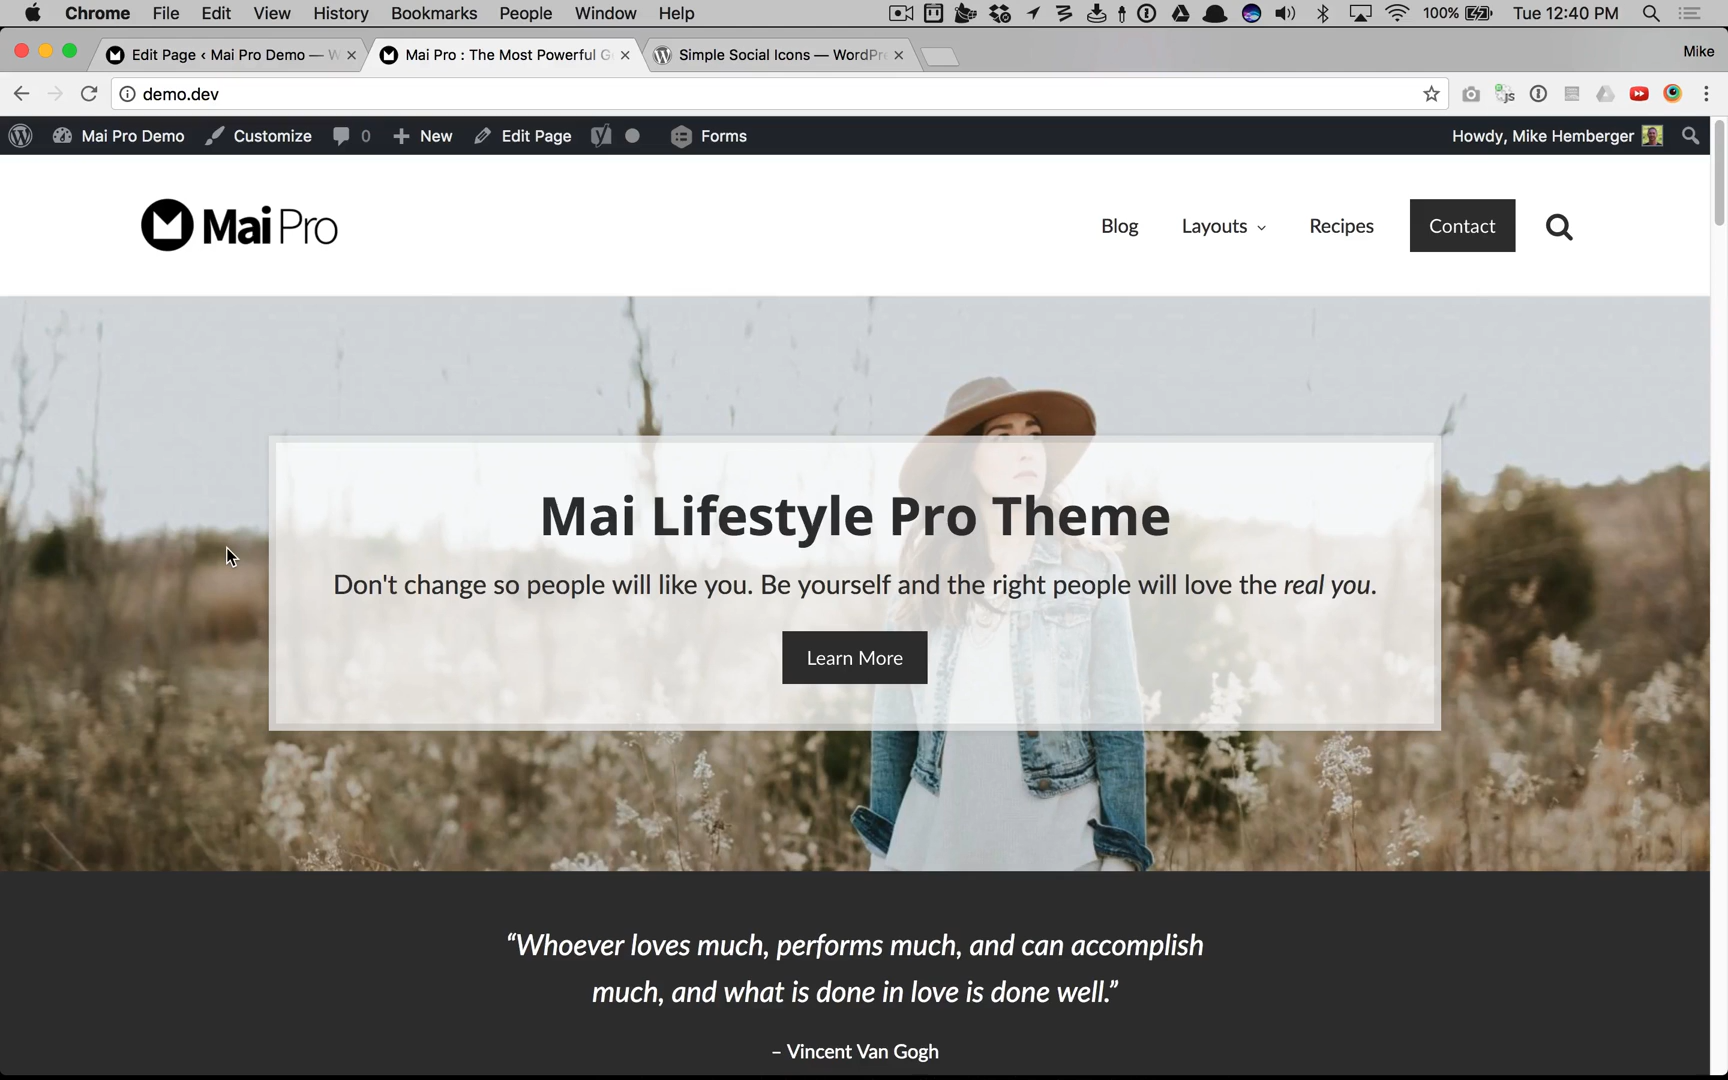 Chrome File Edit View History Bookmarks People Window Help 100% Tue 12:40 PM
Edit Page ‹ Mai Pro Demo — W Mai Pro : The Most Powerful G Simple Social Icons — WordPr Mike
demo.dev
Mai Pro Demo Customize 0 New Edit Page Forms Howdy, Mike Hemberger
Mai Pro Blog Layouts Recipes Contact
Mai Lifestyle Pro Theme
Don't change so people will like you. Be yourself and the right people will love the real you.
Learn More
“Whoever loves much, performs much, and can accomplish
much, and what is done in love is done well.”
– Vincent Van Gogh